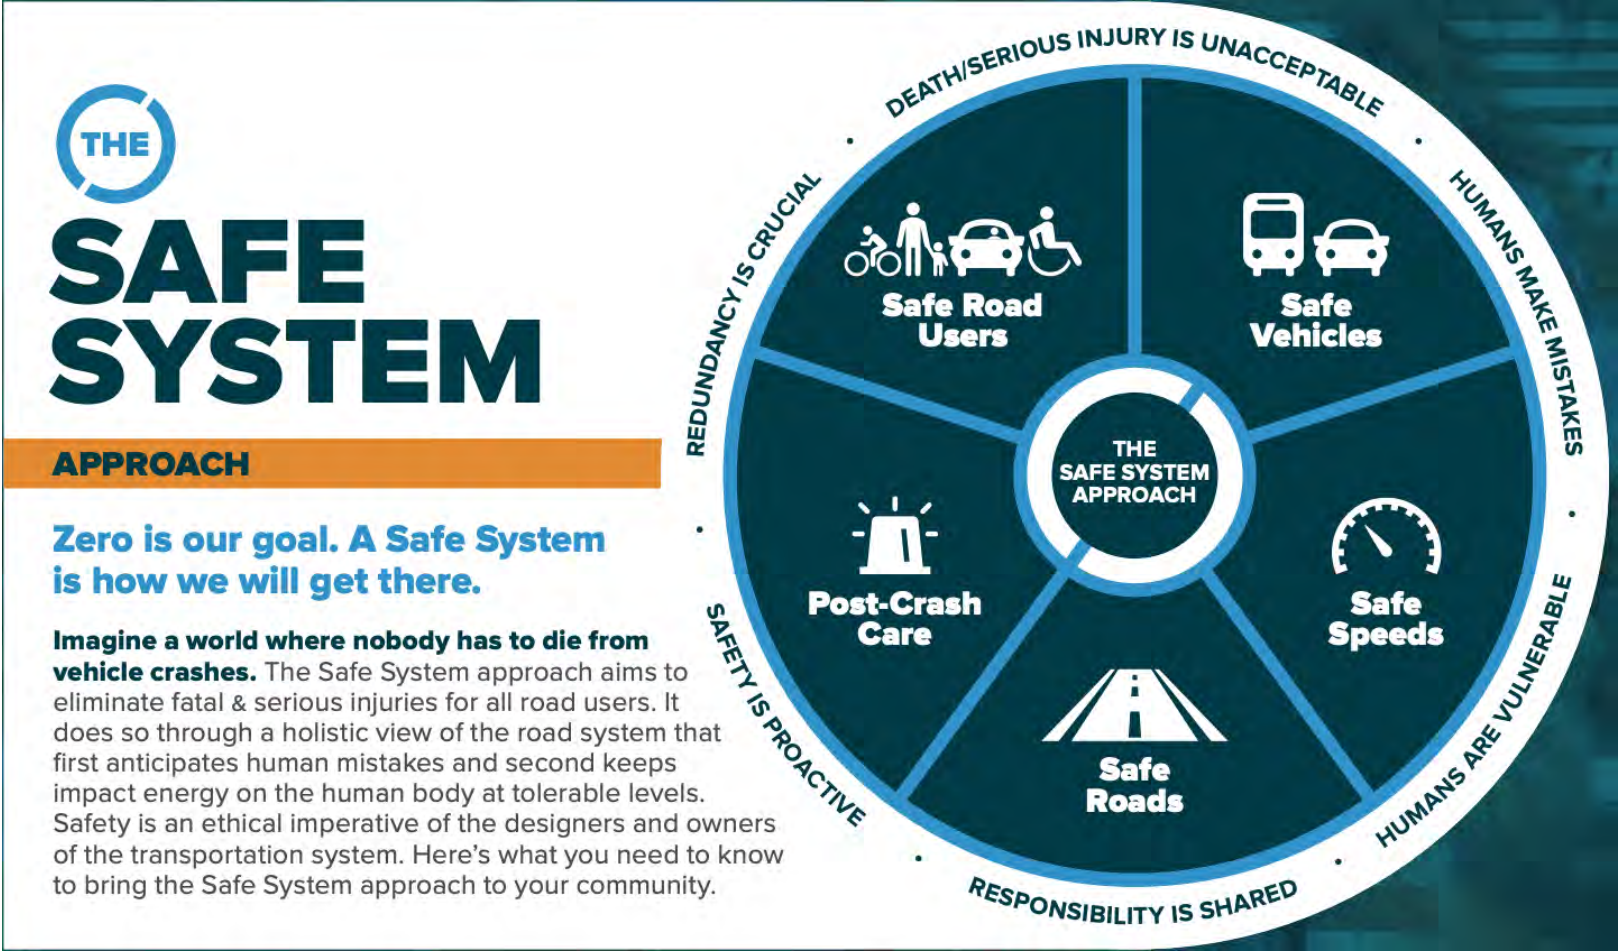 THE
SAFE
SYSTEM
APPROACH
Zero is our goal. A Safe System
is how we will get there.
Imagine a world where nobody has to die from
vehicle crashes. The Safe System approach aims to
eliminate fatal & serious injuries for all road users. It
does so through a holistic view of the road system that
first anticipates human mistakes and second keeps
impact energy on the human body at tolerable levels.
Safety is an ethical imperative of the designers and owners
of the transportation system. Here's what you need to know
to bring the Safe System approach to your community.
DEATH/SERIOUS INJURY IS UNACCEPTABLE
HUMANS MAKE MISTAKES
HUMANS ARE VULNERABLE
RESPONSIBILITY IS SHARED
SAFETY IS PROACTIVE
REDUNDANCY IS CRUCIAL
Safe Road
Users
Safe
Vehicles
Safe
Speeds
Safe
Roads
Post-Crash
Care
THE
SAFE SYSTEM
APPROACH